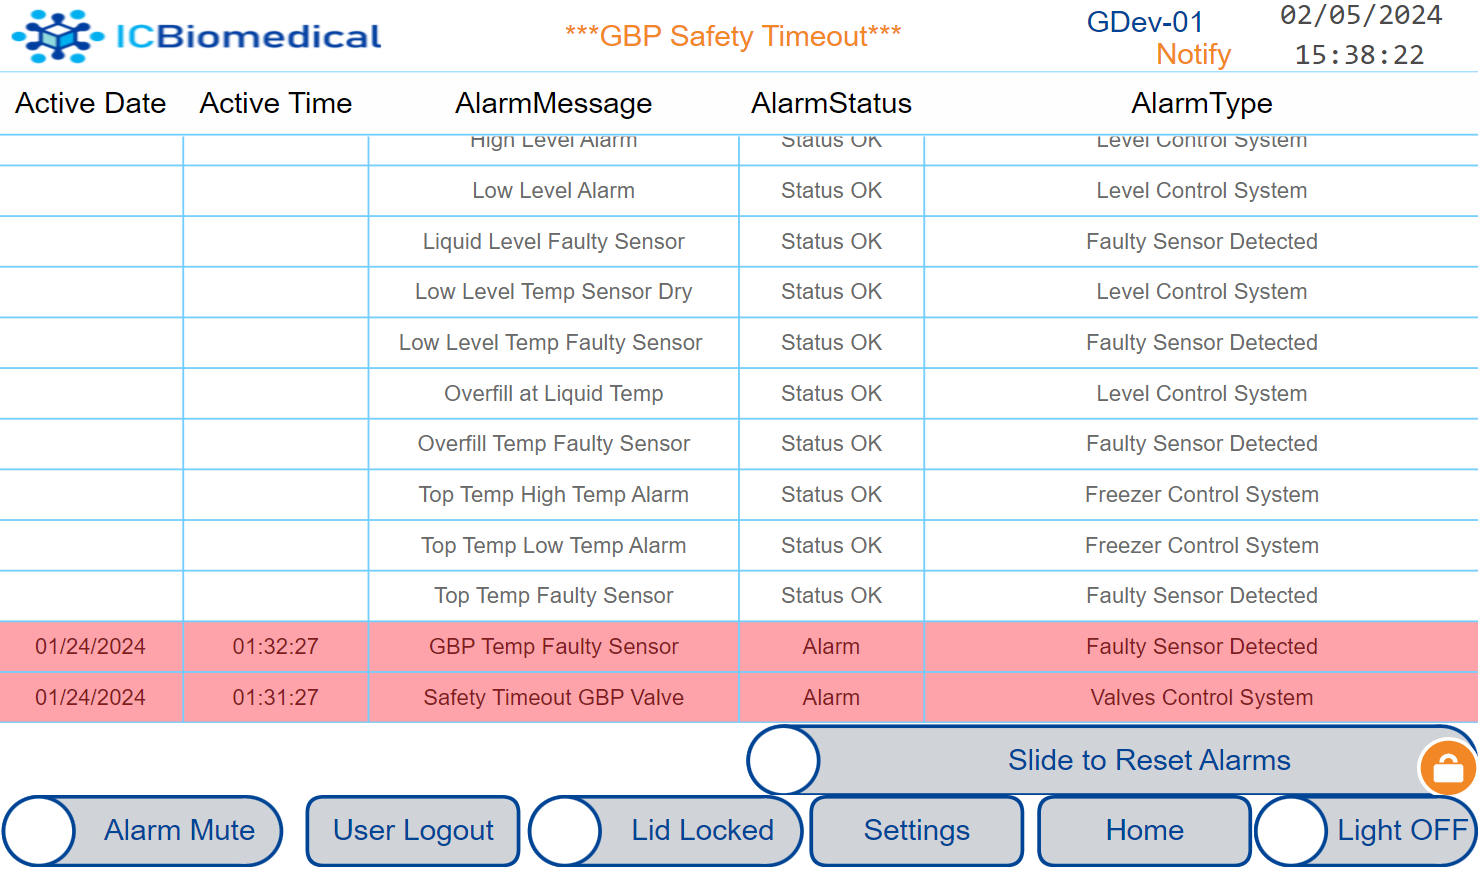 ICBiomedical
***GBP Safety Timeout***
GDev-01
Notify
02/05/2024
15:38:22
Active Date Active Time AlarmMessage AlarmStatus AlarmType
High Level Alarm Status OK Level Control System
Low Level Alarm Status OK Level Control System
Liquid Level Faulty Sensor Status OK Faulty Sensor Detected
Low Level Temp Sensor Dry Status OK Level Control System
Low Level Temp Faulty Sensor Status OK Faulty Sensor Detected
Overfill at Liquid Temp Status OK Level Control System
Overfill Temp Faulty Sensor Status OK Faulty Sensor Detected
Top Temp High Temp Alarm Status OK Freezer Control System
Top Temp Low Temp Alarm Status OK Freezer Control System
Top Temp Faulty Sensor Status OK Faulty Sensor Detected
01/24/2024 01:32:27 GBP Temp Faulty Sensor Alarm Faulty Sensor Detected
01/24/2024 01:31:27 Safety Timeout GBP Valve Alarm Valves Control System
Slide to Reset Alarms
Alarm Mute User Logout Lid Locked Settings Home Light OFF